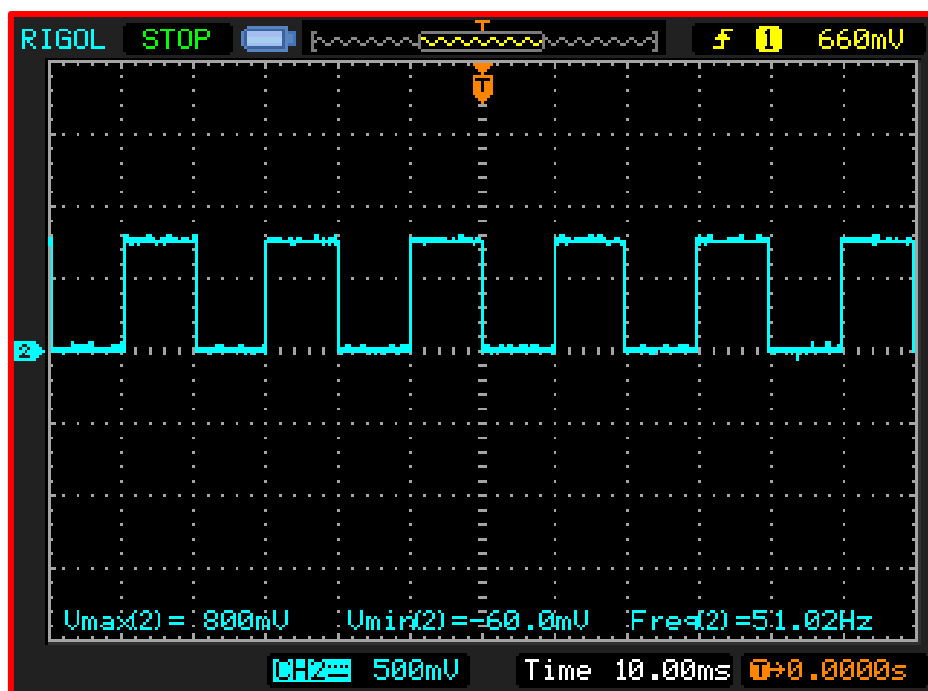 RIGOL STOP T 1 660mV
T
2
Vmax(2)= 800mV Vmin(2)=-60.0mV Freq(2)=51.02Hz
CH2 500mV Time 10.00ms T→0.0000s